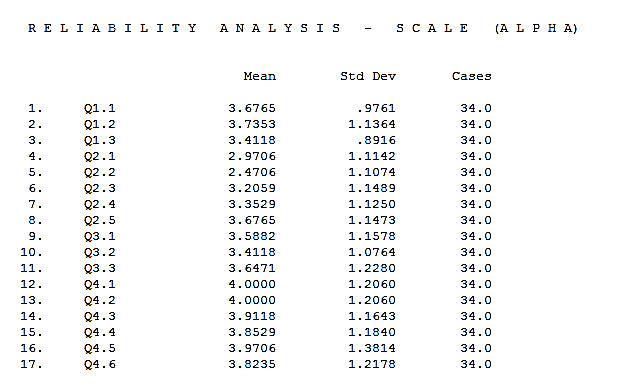 R E L I A B I L I T Y   A N A L Y S I S   -   S C A L E   (A L P H A)
Mean Std Dev Cases
1. Q1.1 3.6765 .9761 34.0
2. Q1.2 3.7353 1.1364 34.0
3. Q1.3 3.4118 .8916 34.0
4. Q2.1 2.9706 1.1142 34.0
5. Q2.2 2.4706 1.1074 34.0
6. Q2.3 3.2059 1.1489 34.0
7. Q2.4 3.3529 1.1250 34.0
8. Q2.5 3.6765 1.1473 34.0
9. Q3.1 3.5882 1.1578 34.0
10. Q3.2 3.4118 1.0764 34.0
11. Q3.3 3.6471 1.2280 34.0
12. Q4.1 4.0000 1.2060 34.0
13. Q4.2 4.0000 1.2060 34.0
14. Q4.3 3.9118 1.1643 34.0
15. Q4.4 3.8529 1.1840 34.0
16. Q4.5 3.9706 1.3814 34.0
17. Q4.6 3.8235 1.2178 34.0